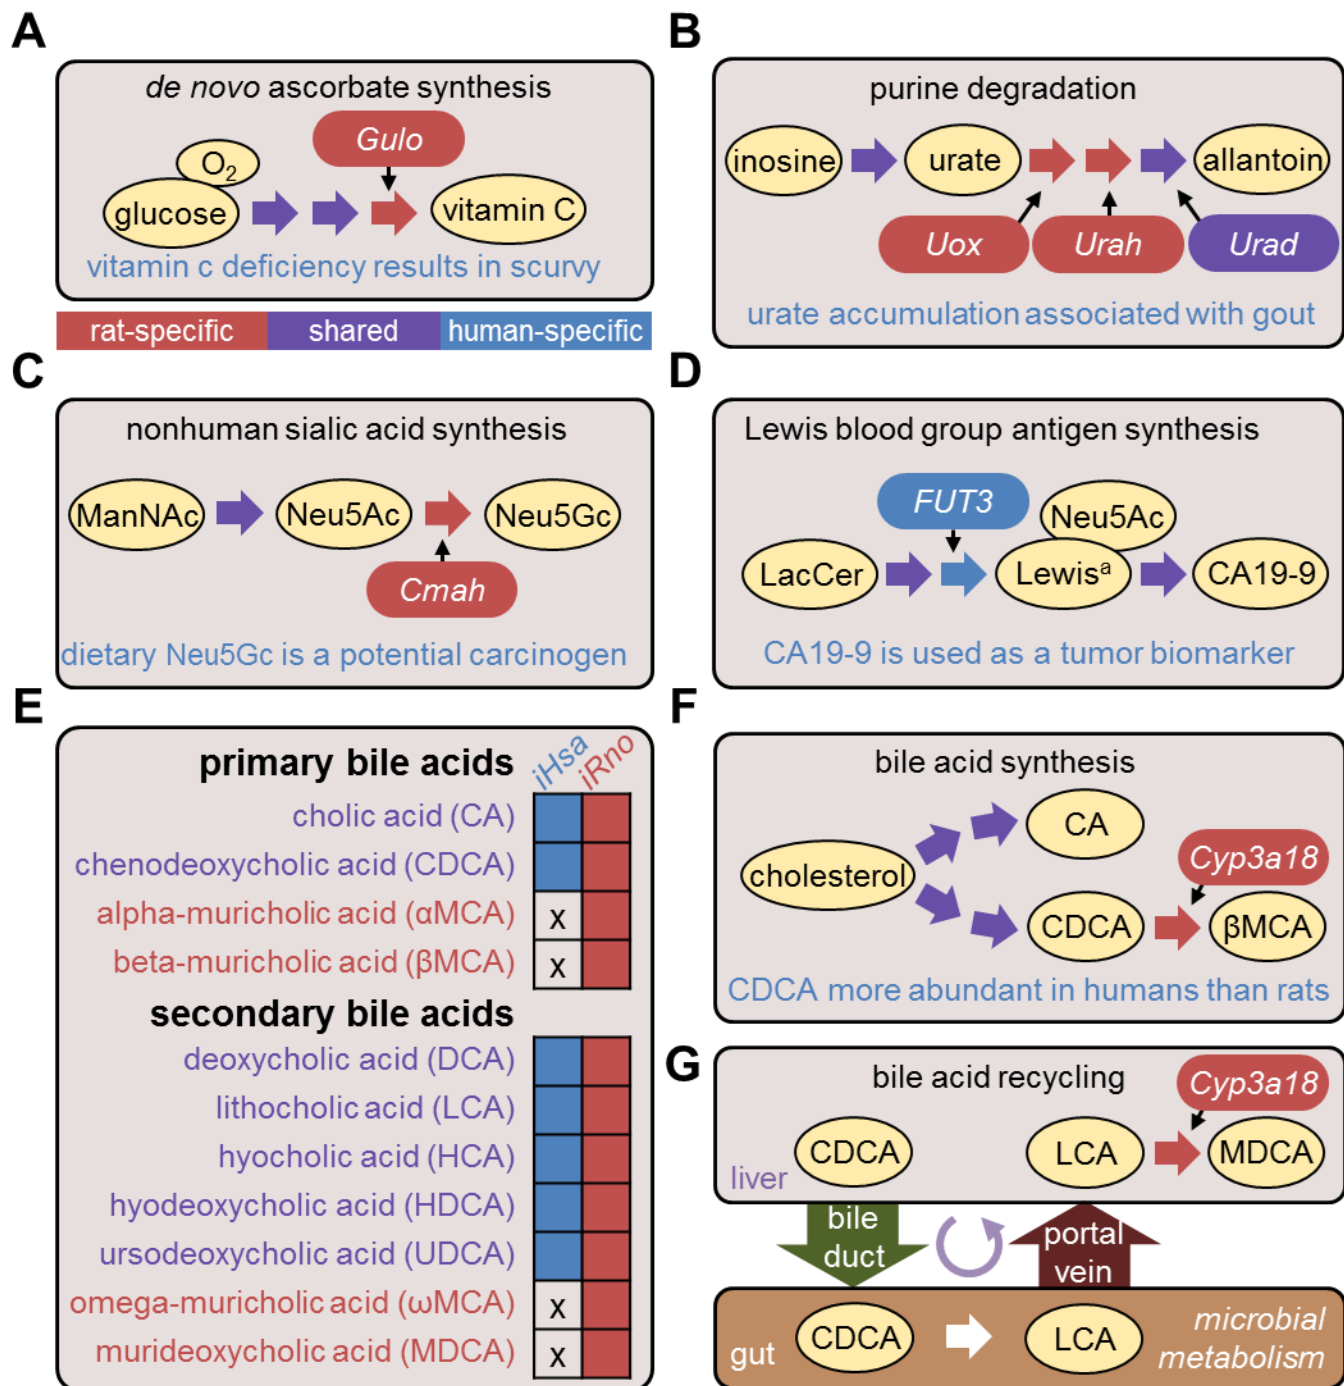 A
de novo ascorbate synthesis
Gulo
O2
glucose
vitamin C
vitamin c deficiency results in scurvy
rat-specific shared human-specific
B
purine degradation
inosine urate allantoin
Uox Urah Urad
urate accumulation associated with gout
C
nonhuman sialic acid synthesis
ManNAc Neu5Ac Neu5Gc
Cmah
dietary Neu5Gc is a potential carcinogen
D
Lewis blood group antigen synthesis
FUT3
Neu5Ac
LacCer Lewisᵃ CA19-9
CA19-9 is used as a tumor biomarker
E
iHsa iRno
primary bile acids
cholic acid (CA)
chenodeoxycholic acid (CDCA)
alpha-muricholic acid (αMCA) x
beta-muricholic acid (βMCA) x
secondary bile acids
deoxycholic acid (DCA)
lithocholic acid (LCA)
hyocholic acid (HCA)
hyodeoxycholic acid (HDCA)
ursodeoxycholic acid (UDCA)
omega-muricholic acid (ωMCA) x
murideoxycholic acid (MDCA) x
F
bile acid synthesis
CA
Cyp3a18
cholesterol
CDCA βMCA
CDCA more abundant in humans than rats
G
bile acid recycling
Cyp3a18
CDCA LCA MDCA
liver
bile
duct
portal
vein
CDCA LCA
gut
microbial
metabolism